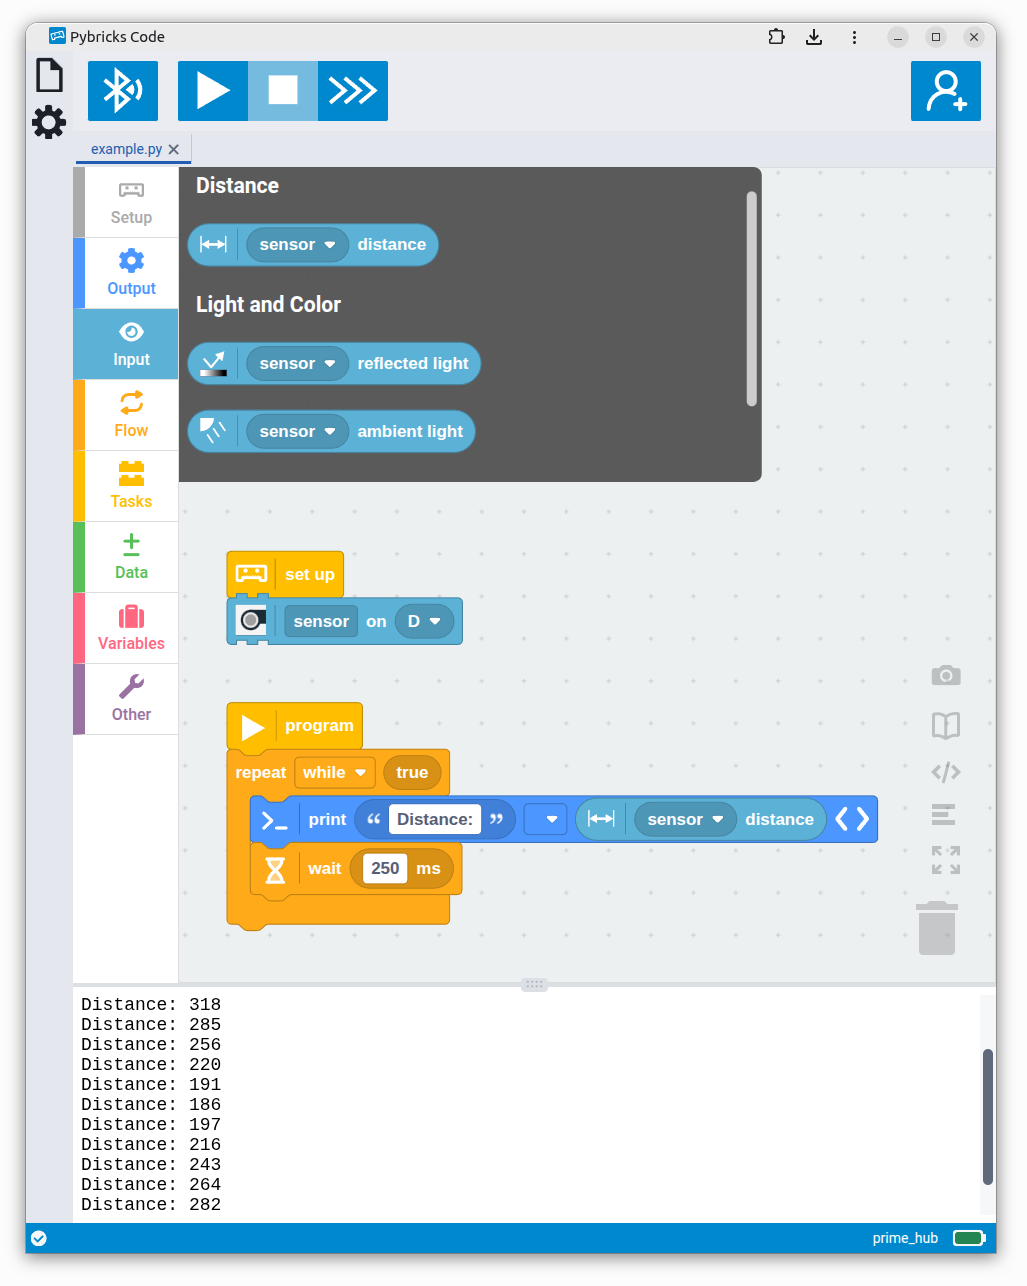 Pybricks Code
example.py
Setup
Output
Input
Flow
Tasks
Data
Variables
Other
Distance
sensor distance
Light and Color
sensor reflected light
sensor ambient light
set up
sensor on D
program
repeat while true
print “ Distance: ” sensor distance
wait 250 ms
Distance: 318
Distance: 285
Distance: 256
Distance: 220
Distance: 191
Distance: 186
Distance: 197
Distance: 216
Distance: 243
Distance: 264
Distance: 282
prime_hub